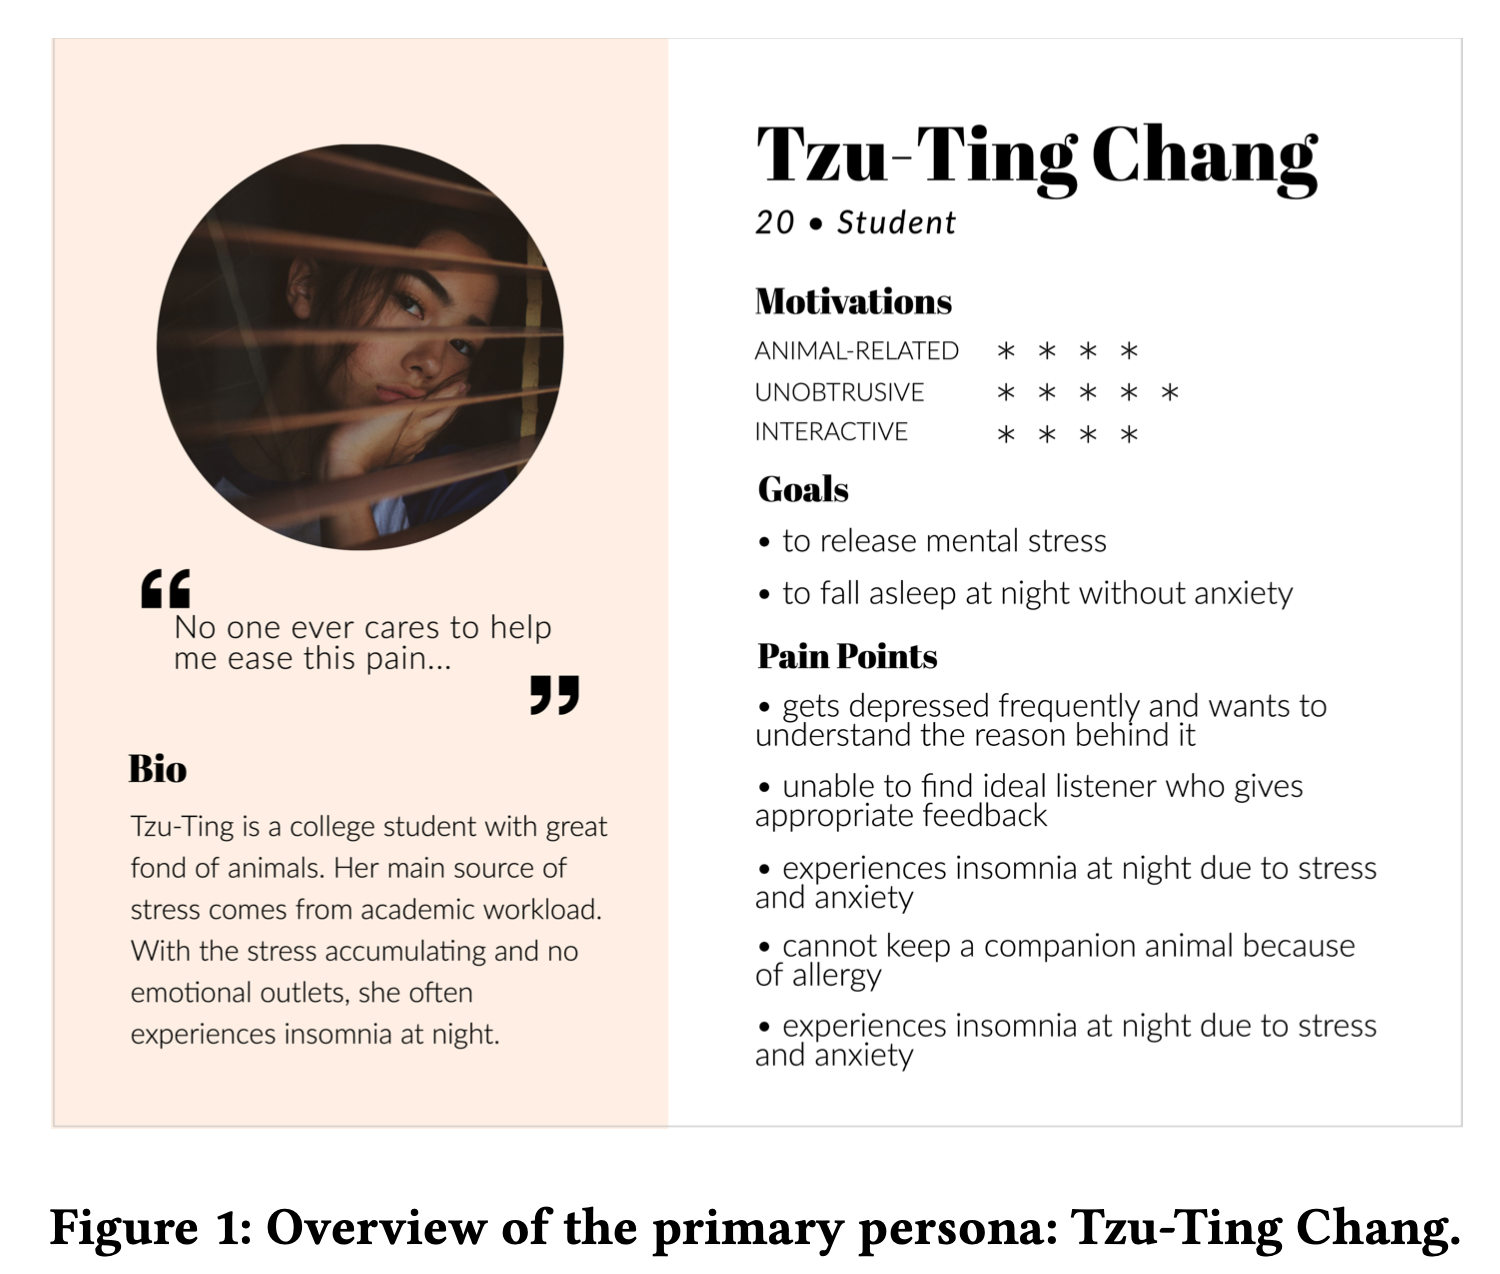 “
No one ever cares to help
me ease this pain...
”
Bio
Tzu-Ting is a college student with great
fond of animals. Her main source of
stress comes from academic workload.
With the stress accumulating and no
emotional outlets, she often
experiences insomnia at night.
Tzu-Ting Chang
20 • Student
Motivations
ANIMAL-RELATED * * * *
UNOBTRUSIVE * * * * *
INTERACTIVE * * * *
Goals
• to release mental stress
• to fall asleep at night without anxiety
Pain Points
• gets depressed frequently and wants to
understand the reason behind it
• unable to find ideal listener who gives
appropriate feedback
• experiences insomnia at night due to stress
and anxiety
• cannot keep a companion animal because
of allergy
• experiences insomnia at night due to stress
and anxiety
Figure 1: Overview of the primary persona: Tzu-Ting Chang.